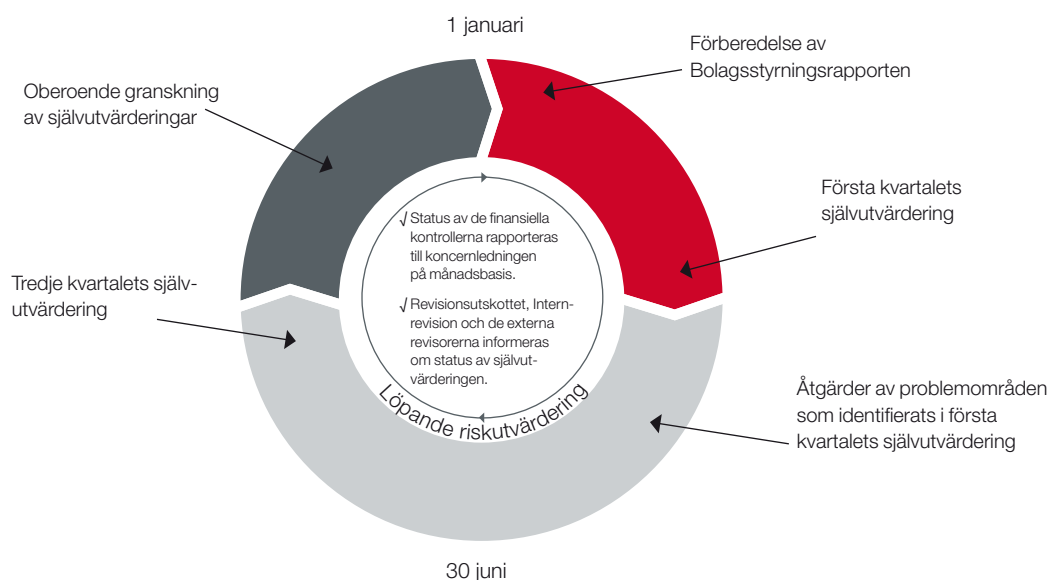 1 januari
Förberedelse av
Bolagsstyrningsrapporten
Oberoende granskning
av självutvärderingar
Första kvartalets
självutvärdering
√ Status av de finansiella
kontrollerna rapporteras
till koncernledningen
på månadsbasis.
√ Revisionsutskottet, Intern-
revision och de externa
revisorerna informeras
om status av självut-
värderingen.
Löpande riskutvärdering
Tredje kvartalets själv-
utvärdering
Åtgärder av problemområden
som identifierats i första
kvartalets självutvärdering
30 juni